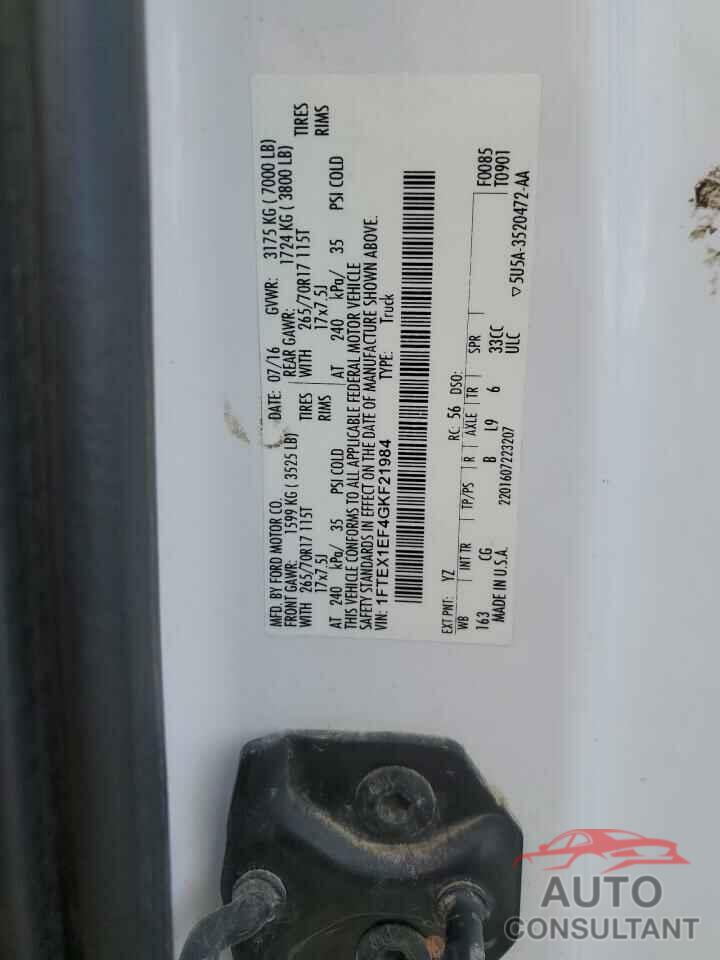 MFD. BY FORD MOTOR CO. DATE: 07/16 GVWR: 3175 KG ( 7000 LB)
FRONT GAWR: 1599 KG ( 3525 LB) REAR GAWR: 1724 KG ( 3800 LB)
WITH 265/70R17 115T TIRES WITH 265/70R17 115T TIRES
17x7.5J RIMS 17x7.5J RIMS
AT 240 kPa/ 35 PSI COLD AT 240 kPa/ 35 PSI COLD
THIS VEHICLE CONFORMS TO ALL APPLICABLE FEDERAL MOTOR VEHICLE
SAFETY STANDARDS IN EFFECT ON THE DATE OF MANUFACTURE SHOWN ABOVE.
VIN: 1FTEX1EF4GKF21984 TYPE: Truck
EXT PNT: YZ RC: 56 DSO: F0085
WB INT TR TP/PS R AXLE TR SPR T0901
163 CG B L9 6 33CC
MADE IN U.S.A. ULC
2201607223207 ▽5U5A-3520472-AA
AUTO
CONSULTANT